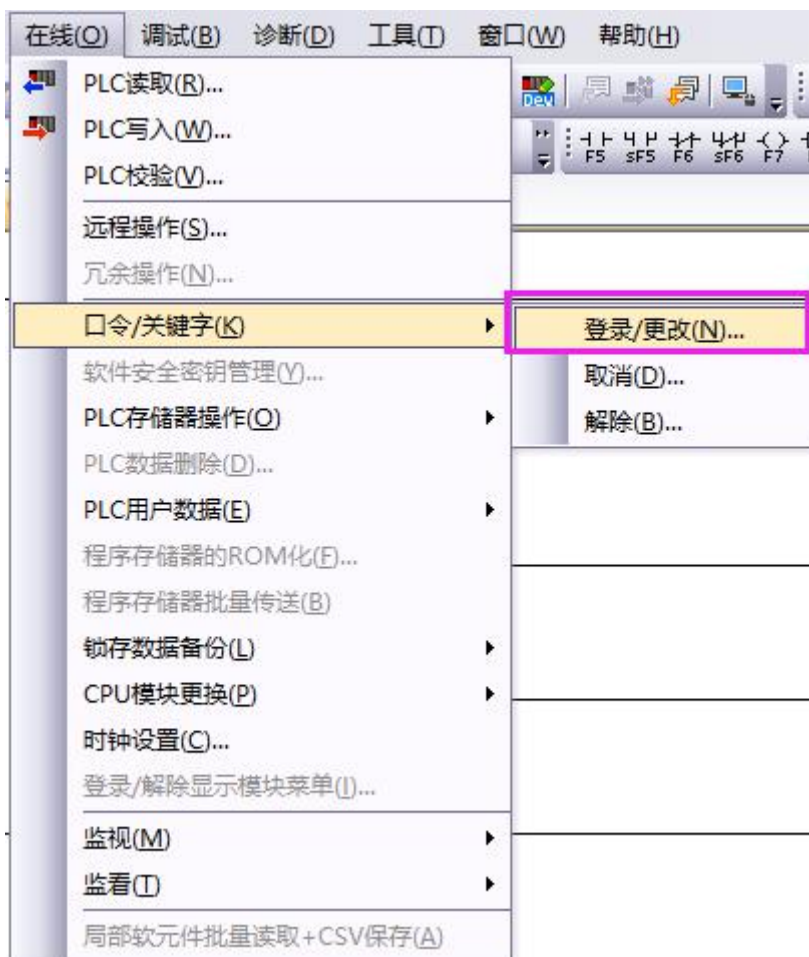 在线(O) 调试(B) 诊断(D) 工具(T) 窗口(W) 帮助(H)
PLC读取(R)...
Dev
PLC写入(W)...
F5 sF5 F6 sF6 F7
PLC校验(V)...
远程操作(S)...
冗余操作(N)...
口令/关键字(K)
登录/更改(N)...
软件安全密钥管理(Y)...
取消(D)...
PLC存储器操作(O)
解除(B)...
PLC数据删除(D)...
PLC用户数据(E)
程序存储器的ROM化(F)...
程序存储器批量传送(B)
锁存数据备份(L)
CPU模块更换(P)
时钟设置(C)...
登录/解除显示模块菜单(I)...
监视(M)
监看(T)
局部软元件批量读取+CSV保存(A)